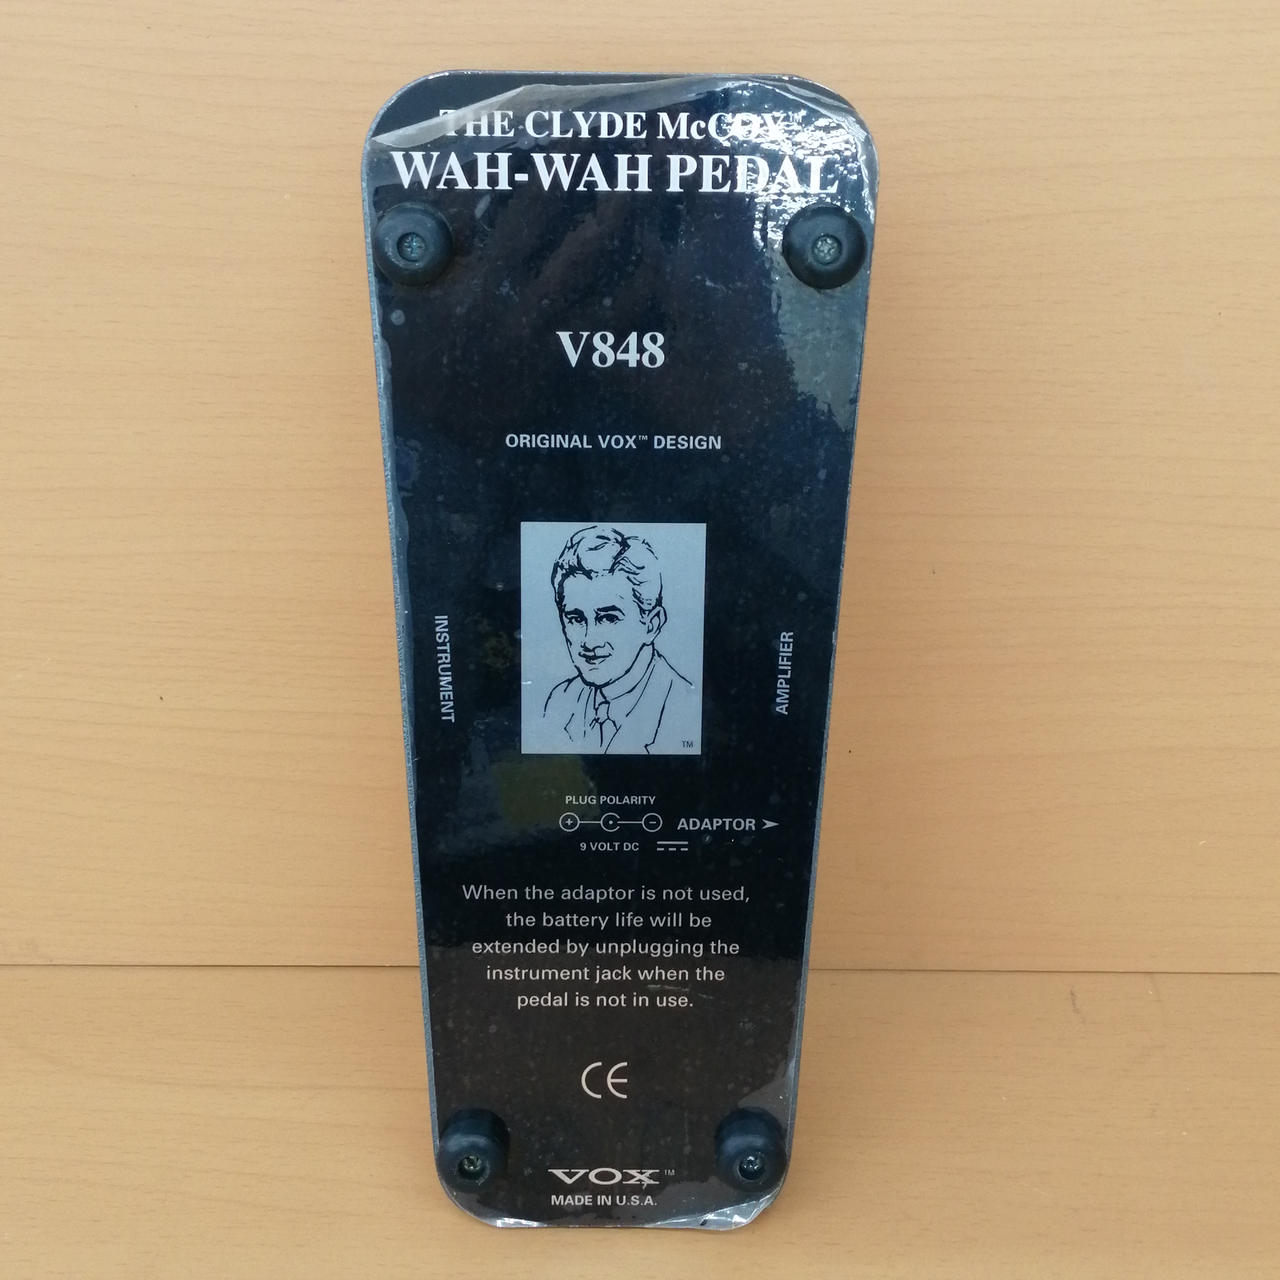 THE CLYDE McCOY
WAH-WAH PEDAL
V848
ORIGINAL VOX™ DESIGN
INSTRUMENT
AMPLIFIER
TM
PLUG POLARITY
ADAPTOR
9 VOLT DC
When the adaptor is not used,
the battery life will be
extended by unplugging the
instrument jack when the
pedal is not in use.
CE
VOX™
MADE IN U.S.A.